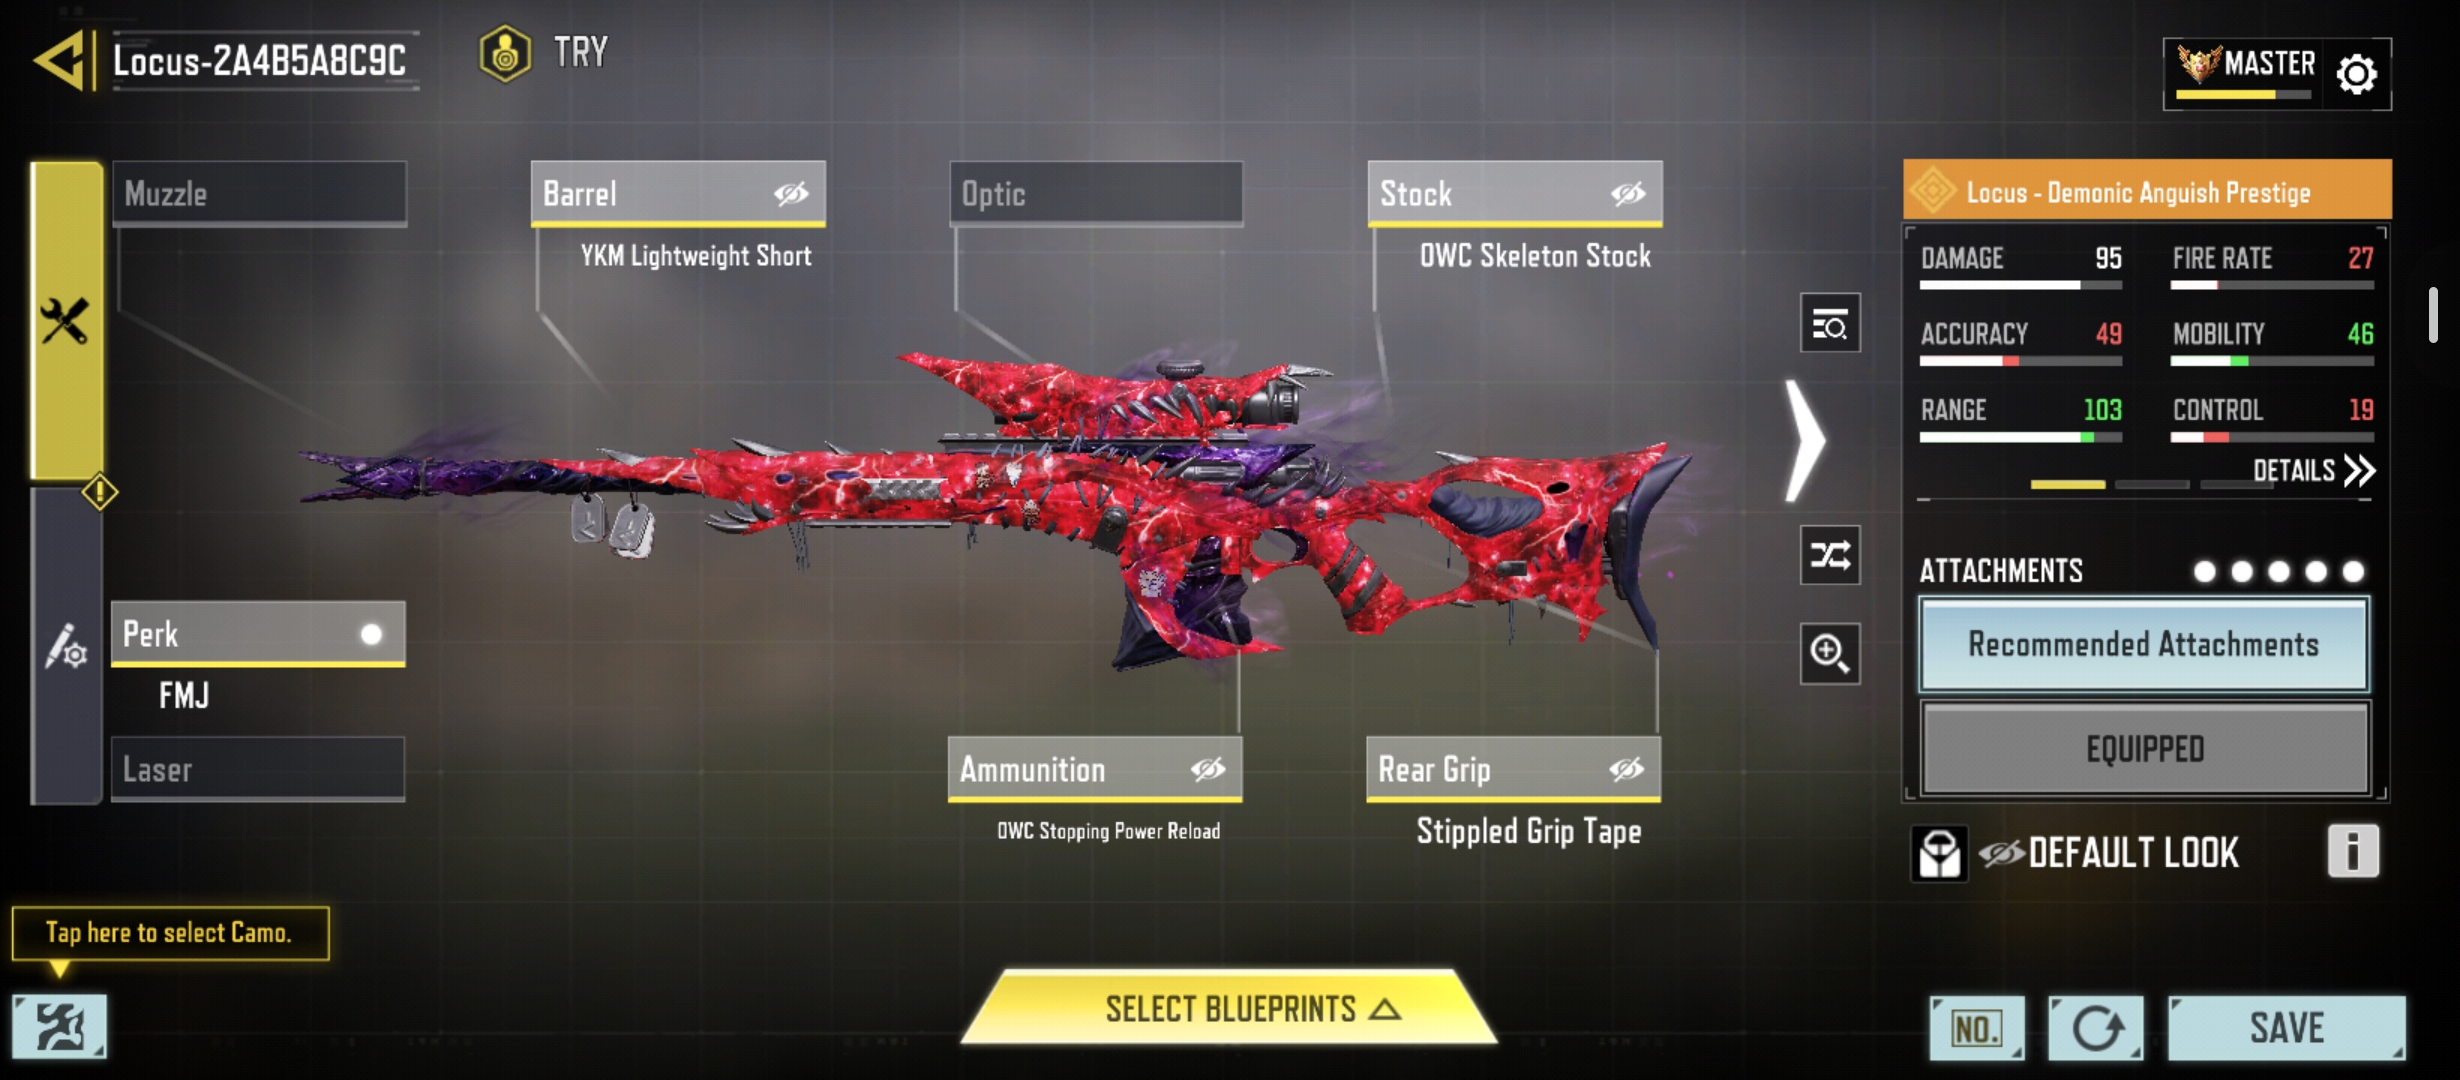 Locus-2A4B5A8C9C
TRY
MASTER
Muzzle
Barrel
YKM Lightweight Short
Optic
Stock
OWC Skeleton Stock
Locus - Demonic Anguish Prestige
DAMAGE 95
FIRE RATE 27
ACCURACY 49
MOBILITY 46
RANGE 103
CONTROL 19
DETAILS
ATTACHMENTS
Recommended Attachments
EQUIPPED
DEFAULT LOOK
Perk
FMJ
Laser
Ammunition
OWC Stopping Power Reload
Rear Grip
Stippled Grip Tape
Tap here to select Camo.
SELECT BLUEPRINTS
NO.
SAVE